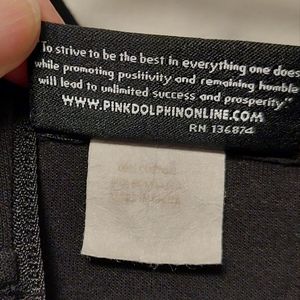 "To strive to be the best in everything one does
while promoting positivity and remaining humble
will lead to unlimited success and prosperity"
WWW.PINKDOLPHINONLINE.COM
RN 136874